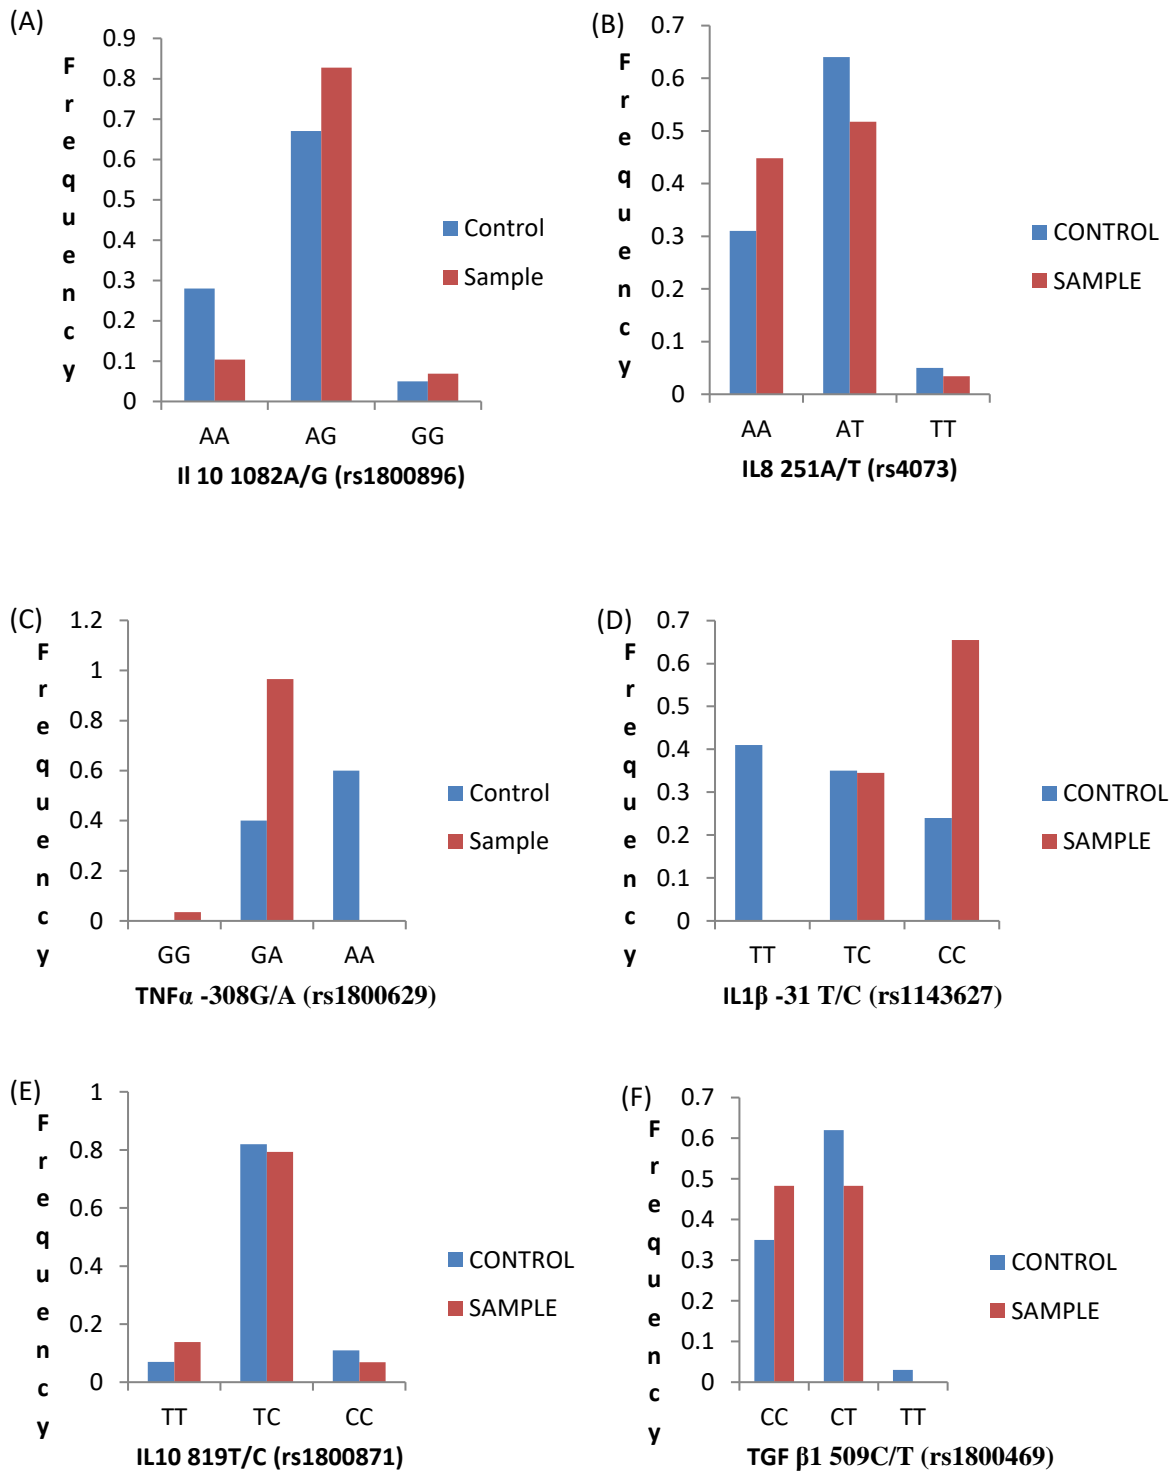 (A)
Frequency
0.9
0.8
0.7
0.6
0.5
0.4
0.3
0.2
0.1
0
AA AG GG
Il 10 1082A/G (rs1800896)
Control
Sample
(B)
Frequency
0.7
0.6
0.5
0.4
0.3
0.2
0.1
0
AA AT TT
IL8 251A/T (rs4073)
CONTROL
SAMPLE
(C)
Frequency
1.2
1
0.8
0.6
0.4
0.2
0
GG GA AA
TNFα -308G/A (rs1800629)
Control
Sample
(D)
Frequency
0.7
0.6
0.5
0.4
0.3
0.2
0.1
0
TT TC CC
IL1β -31 T/C (rs1143627)
CONTROL
SAMPLE
(E)
Frequency
1
0.8
0.6
0.4
0.2
0
TT TC CC
IL10 819T/C (rs1800871)
CONTROL
SAMPLE
(F)
Frequency
0.7
0.6
0.5
0.4
0.3
0.2
0.1
0
CC CT TT
TGF β1 509C/T (rs1800469)
CONTROL
SAMPLE